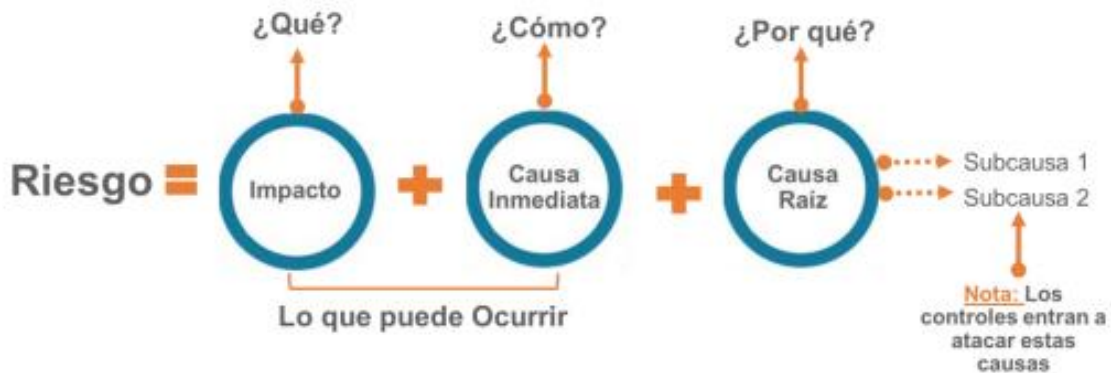 ¿Qué?
¿Cómo?
¿Por qué?
Riesgo =
Impacto
+
Causa
Inmediata
+
Causa
Raíz
Subcausa 1
Subcausa 2
Lo que puede Ocurrir
Nota: Los
controles entran a
atacar estas
causas